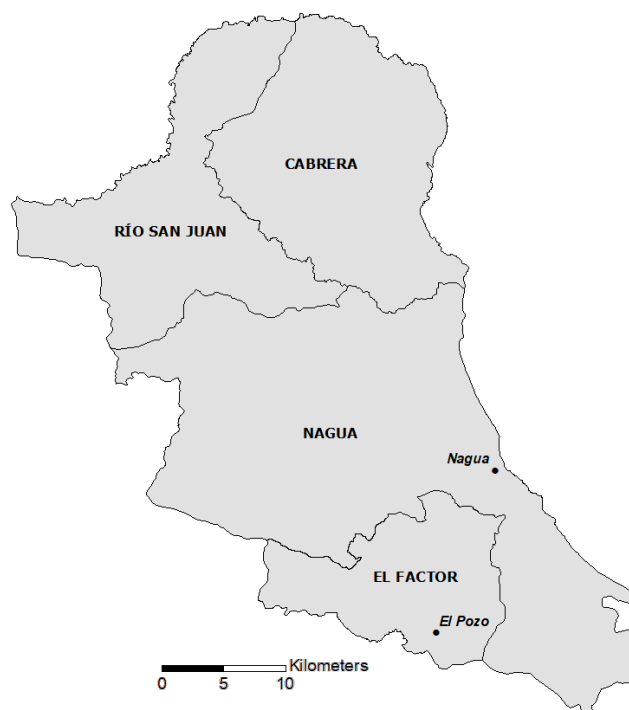 CABRERA
RÍO SAN JUAN
NAGUA
Nagua
EL FACTOR
El Pozo
Kilometers
0 5 10